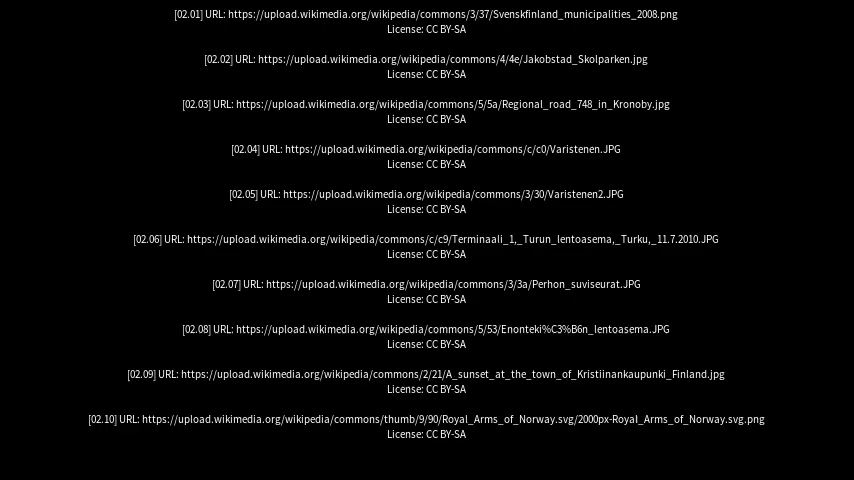 [02.01] URL: https://upload.wikimedia.org/wikipedia/commons/3/37/Svenskfinland_municipalities_2008.png
License: CC BY-SA
[02.02] URL: https://upload.wikimedia.org/wikipedia/commons/4/4e/Jakobstad_Skolparken.jpg
License: CC BY-SA
[02.03] URL: https://upload.wikimedia.org/wikipedia/commons/5/5a/Regional_road_748_in_Kronoby.jpg
License: CC BY-SA
[02.04] URL: https://upload.wikimedia.org/wikipedia/commons/c/c0/Varistenen.JPG
License: CC BY-SA
[02.05] URL: https://upload.wikimedia.org/wikipedia/commons/3/30/Varistenen2.JPG
License: CC BY-SA
[02.06] URL: https://upload.wikimedia.org/wikipedia/commons/c/c9/Terminaali_1,_Turun_lentoasema,_Turku,_11.7.2010.JPG
License: CC BY-SA
[02.07] URL: https://upload.wikimedia.org/wikipedia/commons/3/3a/Perhon_suviseurat.JPG
License: CC BY-SA
[02.08] URL: https://upload.wikimedia.org/wikipedia/commons/5/53/Enonteki%C3%B6n_lentoasema.JPG
License: CC BY-SA
[02.09] URL: https://upload.wikimedia.org/wikipedia/commons/2/21/A_sunset_at_the_town_of_Kristiinankaupunki_Finland.jpg
License: CC BY-SA
[02.10] URL: https://upload.wikimedia.org/wikipedia/commons/thumb/9/90/Royal_Arms_of_Norway.svg/2000px-Royal_Arms_of_Norway.svg.png
License: CC BY-SA